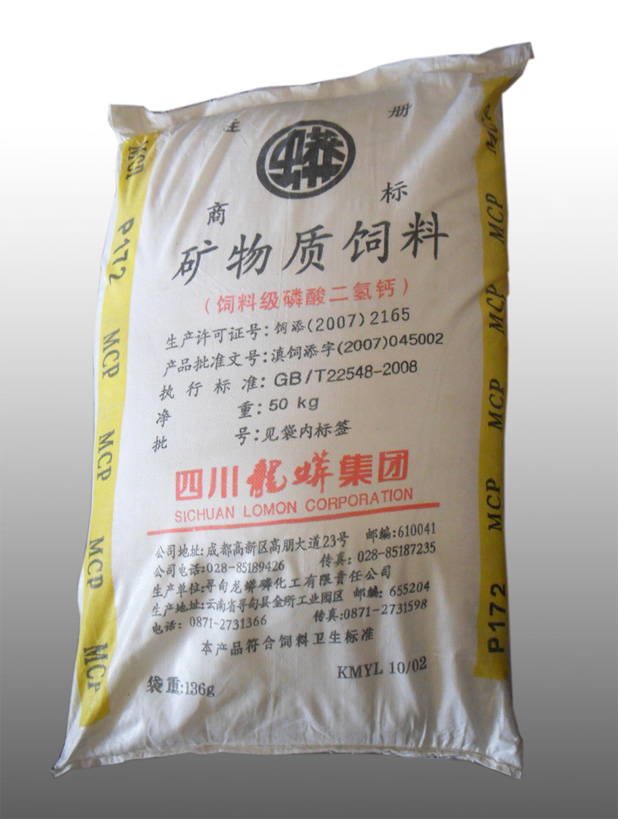 注 册
蟒
商 标
矿物质饲料
(饲料级磷酸二氢钙)
生产许可证号:饲添(2007)2165
产品批准文号:滇饲添字(2007)045002
执行标准:GB/T22548-2008
净 重:50 kg
批 号:见袋内标签
四川龙蟒集团
SICHUAN LOMON CORPORATION
公司地址:成都高新区高朋大道23号 邮编:610041
公司电话:028-85189426 传真:028-85187235
生产单位:寻甸龙蟒磷化工有限责任公司
生产地址:云南省寻甸县金所工业园区 邮编:655204
电话:0871-2731366 传真:0871-2731598
本产品符合饲料卫生标准
KMYL 10/02
袋重:136g
MCP
P172
MCP
MCP
MCP
MCP
MCP
MCP
MCP
MCP
MCP
P172